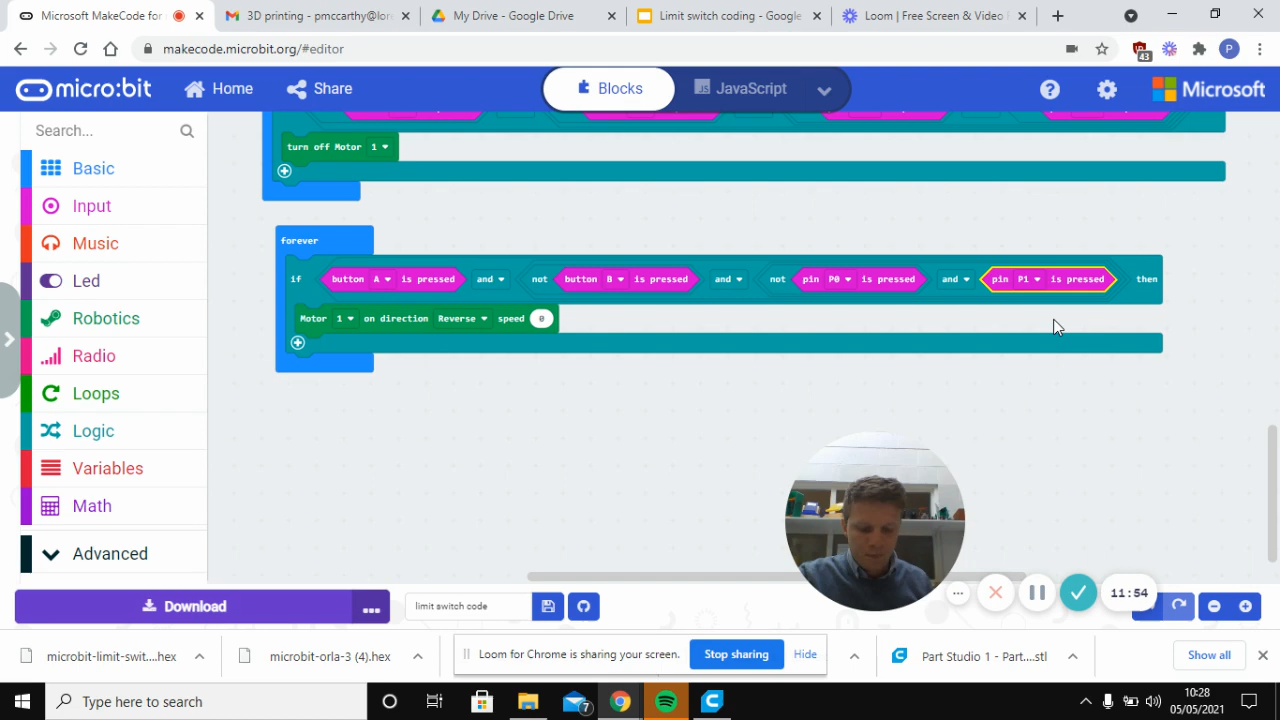 Microsoft MakeCode for
3D printing - pmccarthy@lor
My Drive - Google Drive
Limit switch coding - Google
Loom | Free Screen & Video
makecode.microbit.org/#editor
43
P
micro:bit
Home
Share
Blocks
JavaScript
Microsoft
Search...
Basic
Input
Music
Led
Robotics
Radio
Loops
Logic
Variables
Math
Advanced
turn off Motor 1
forever
if button A is pressed and not button B is pressed and not pin P0 is pressed and pin P1 is pressed then
Motor 1 on direction Reverse speed 0
Download
...
limit switch code
11:54
microbit-limit-swit....hex
microbit-orla-3 (4).hex
Loom for Chrome is sharing your screen.
Stop sharing
Hide
Part Studio 1 - Part....stl
Show all
Type here to search
7
10:28
05/05/2021